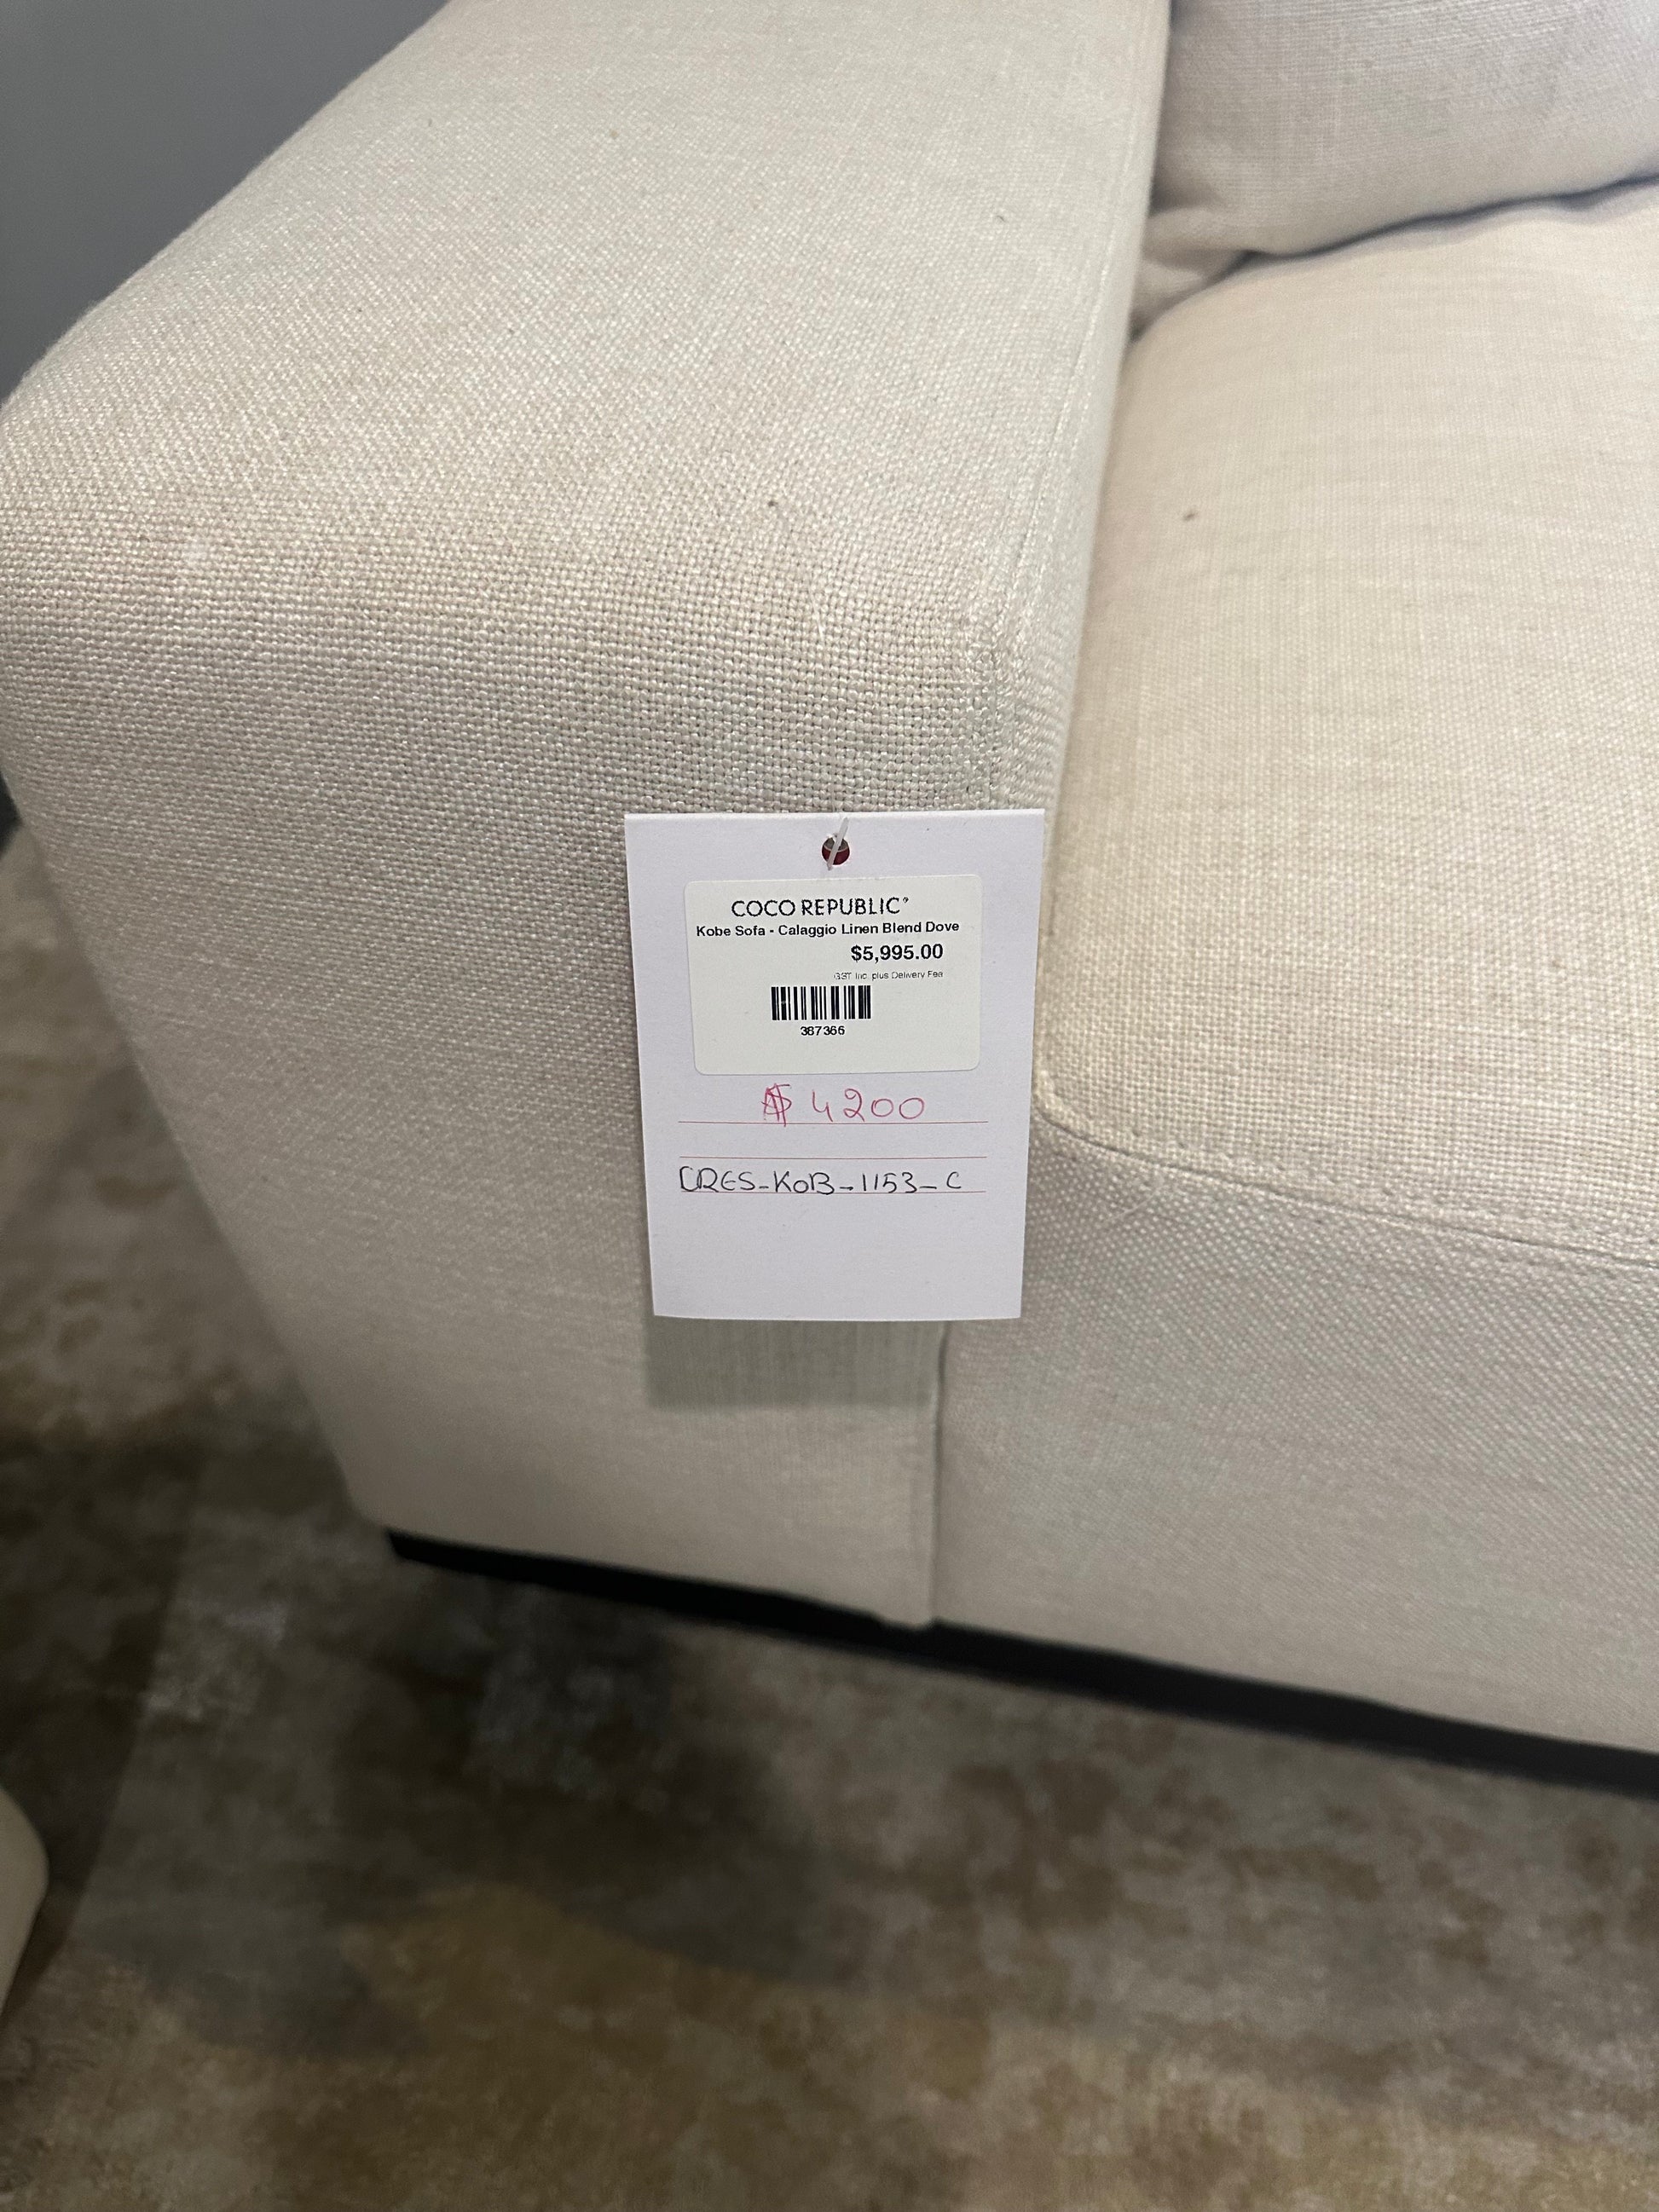 COCO REPUBLIC®
Kobe Sofa - Calaggio Linen Blend Dove
$5,995.00
GST Inc. plus Delivery Fee
387366
$ 4200
CRES-KOB-1153-C